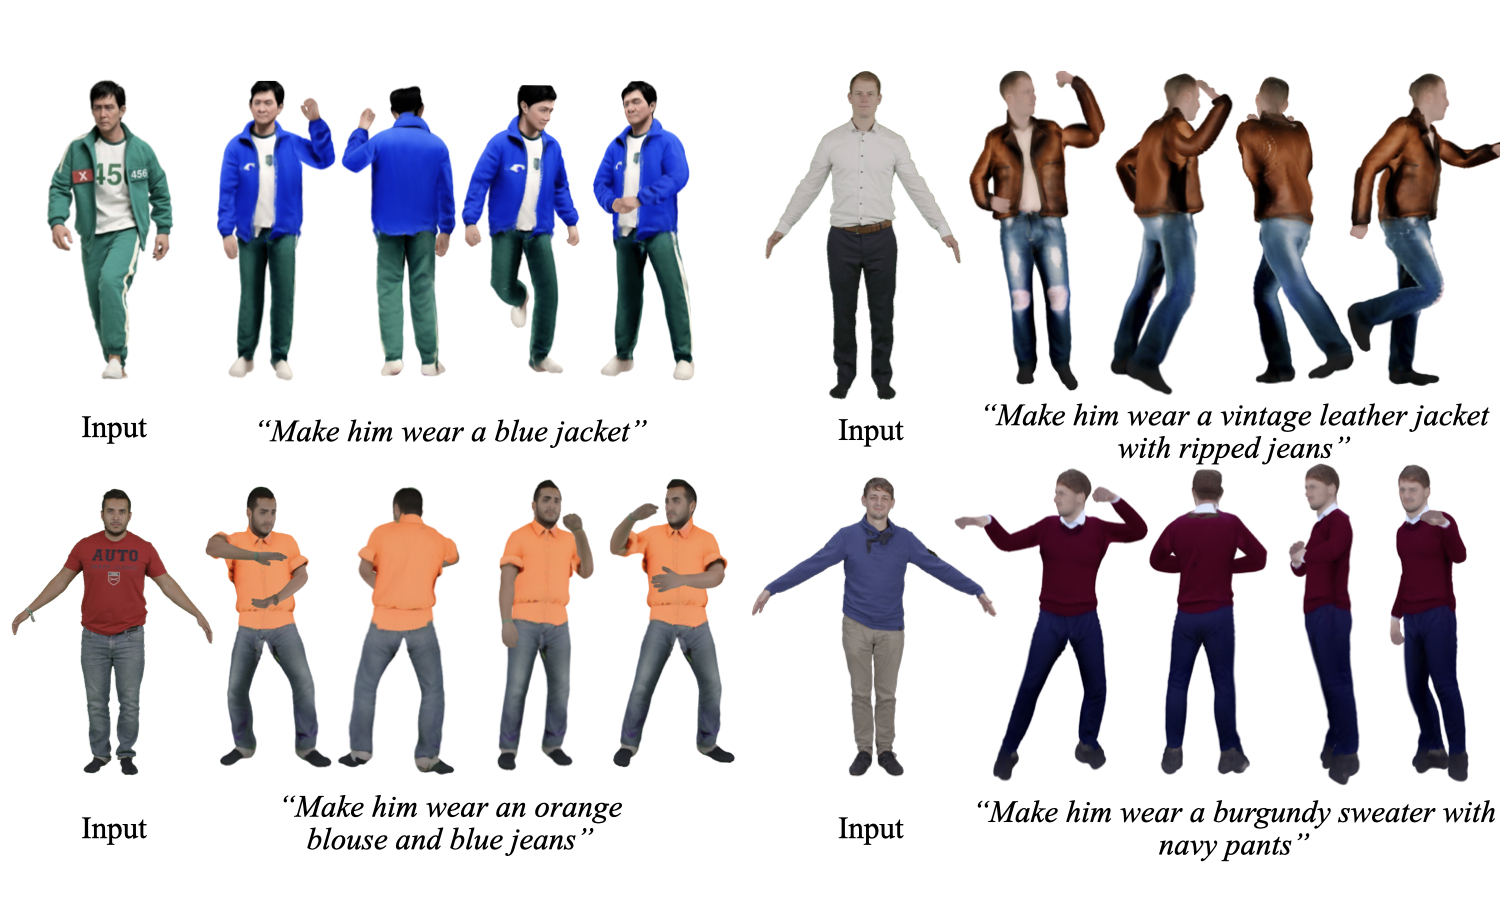 X 45 456
Input
“Make him wear a blue jacket”
Input
“Make him wear a vintage leather jacket
with ripped jeans”
AUTO
Input
“Make him wear an orange
blouse and blue jeans”
Input
“Make him wear a burgundy sweater with
navy pants”